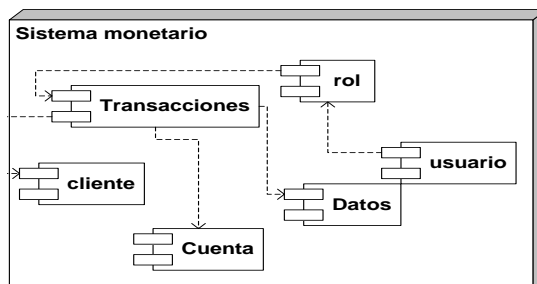 Sistema monetario
rol
Transacciones
usuario
cliente
Datos
Cuenta